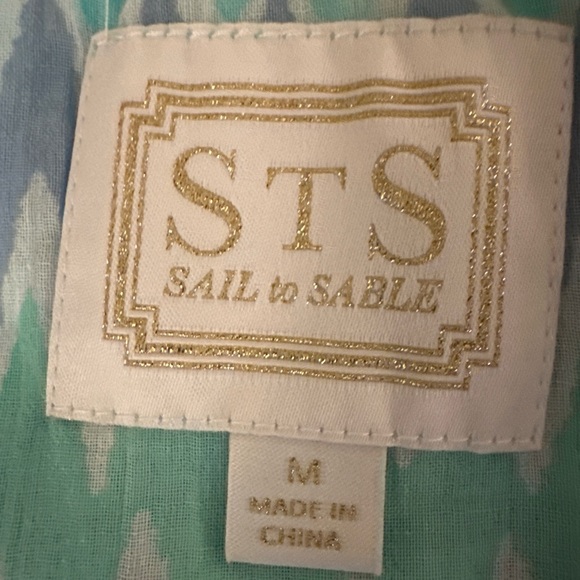 STS
SAIL to SABLE
M
MADE IN
CHINA